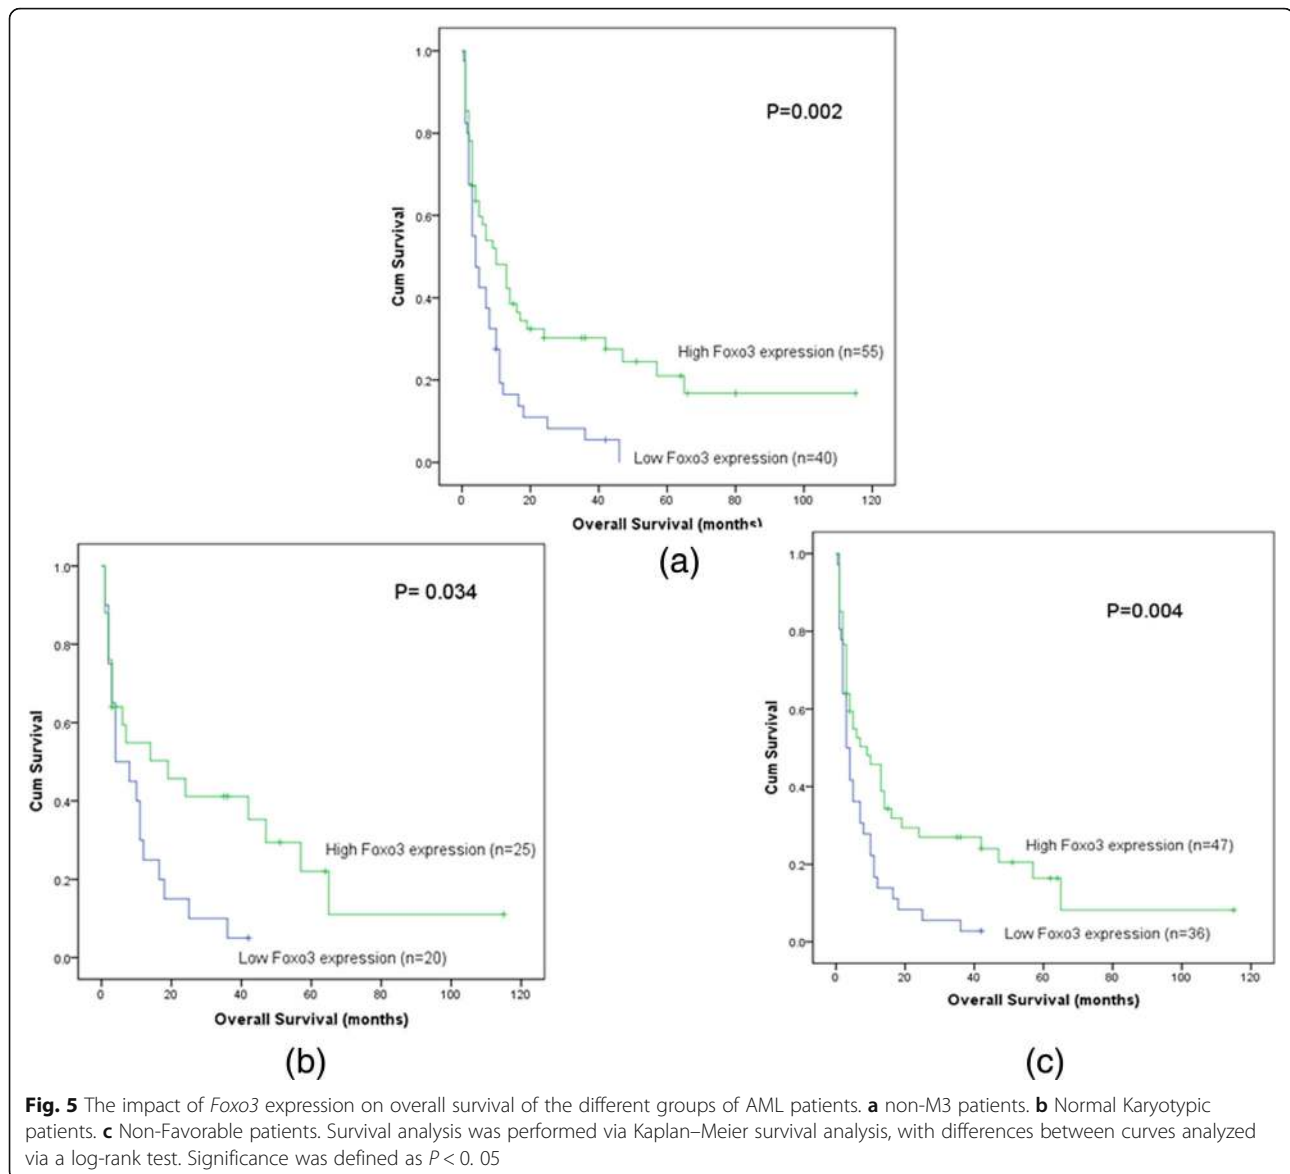 1.0
0.8
0.6
0.4
0.2
0.0
Cum Survival
P=0.002
High Foxo3 expression (n=55)
Low Foxo3 expression (n=40)
0 20 40 60 80 100 120
Overall Survival (months)
(a)
1.0
0.8
0.6
0.4
0.2
0.0
Cum Survival
P= 0.034
High Foxo3 expression (n=25)
Low Foxo3 expression (n=20)
0 20 40 60 80 100 120
Overall Survival (months)
(b)
1.0
0.8
0.6
0.4
0.2
0.0
Cum Survival
P=0.004
High Foxo3 expression (n=47)
Low Foxo3 expression (n=36)
0 20 40 60 80 100 120
Overall Survival (months)
(c)
Fig. 5 The impact of Foxo3 expression on overall survival of the different groups of AML patients. a non-M3 patients. b Normal Karyotypic
patients. c Non-Favorable patients. Survival analysis was performed via Kaplan–Meier survival analysis, with differences between curves analyzed
via a log-rank test. Significance was defined as P < 0. 05